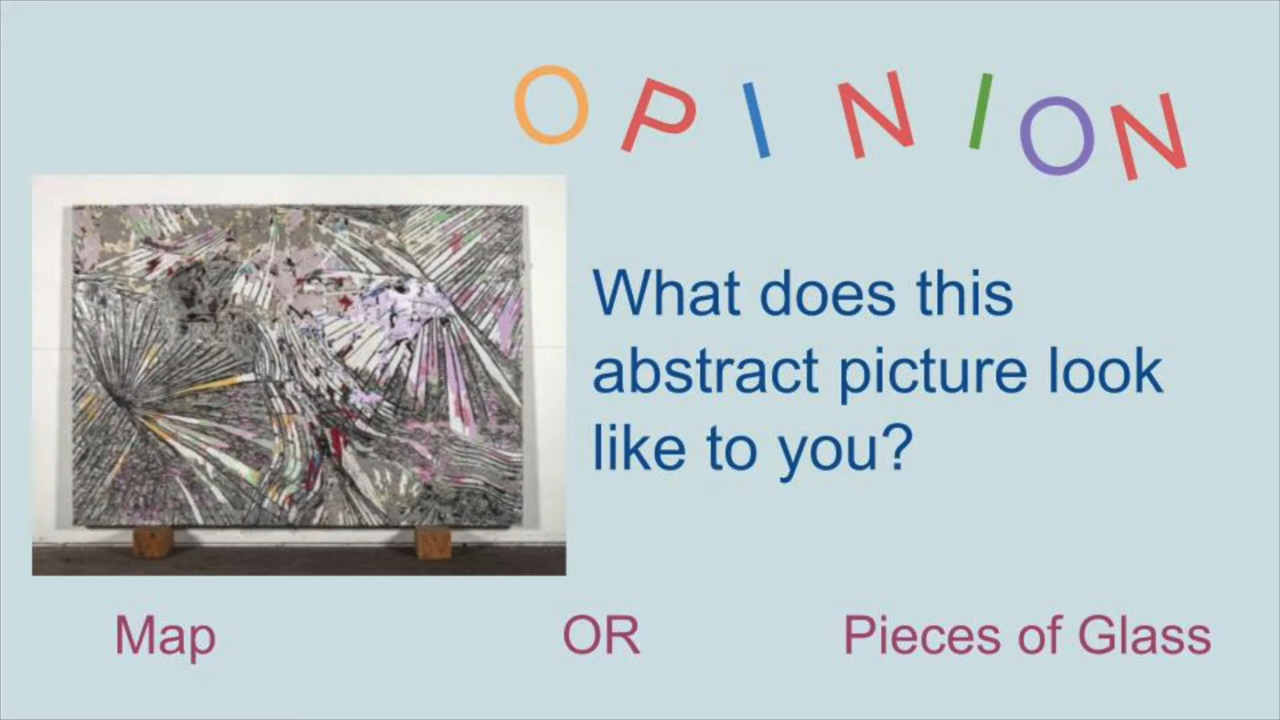 OPINION
What does this
abstract picture look
like to you?
Map OR Pieces of Glass